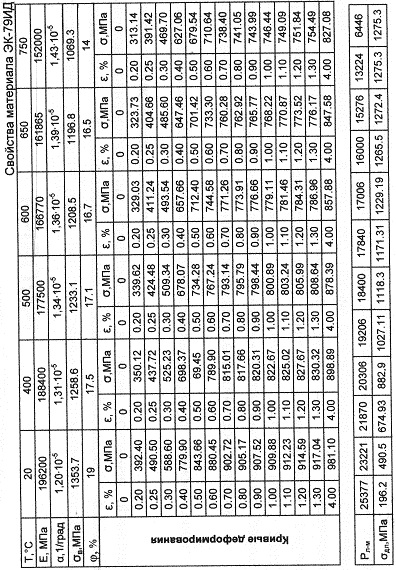 Свойства материала ЭК-79ИД
T,°C 20 400 500 600 650 750
E, МПа 196200 188400 177500 166770 161865 152000
α,1/град 1,20·10⁻⁵ 1,31·10⁻⁵ 1,34·10⁻⁵ 1,36·10⁻⁵ 1,39·10⁻⁵ 1,43·10⁻⁵
σв,МПа 1353.7 1258.6 1233.1 1208.5 1196.8 1069.3
φ, % 19 17.5 17.1 16.7 16.5 14
Кривые деформирования
ε, % σ,МПа ε, % σ,МПа ε, % σ,МПа ε, % σ,МПа ε, % σ,МПа ε, % σ,МПа
0 0 0 0 0 0
0.20 392.40 0.20 350.12 0.20 339.62 0.20 329.03 0.20 323.73 0.20 313.14
0.25 490.50 0.25 437.72 0.25 424.48 0.25 411.24 0.25 404.66 0.25 391.42
0.30 588.60 0.30 525.23 0.30 509.34 0.30 493.54 0.30 485.60 0.30 469.70
0.40 779.90 0.40 698.37 0.40 678.07 0.40 657.66 0.40 647.46 0.40 627.06
0.50 843.66 0.50 69.45 0.50 734.28 0.50 712.40 0.50 701.42 0.50 679.54
0.60 880.45 0.60 789.90 0.60 767.24 0.60 744.58 0.60 733.30 0.60 710.64
0.70 902.72 0.70 815.01 0.70 793.14 0.70 771.26 0.70 760.28 0.70 738.40
0.80 905.17 0.80 817.66 0.80 795.79 0.80 773.91 0.80 762.92 0.80 741.05
0.90 907.52 0.90 820.31 0.90 798.44 0.90 776.66 0.90 765.77 0.90 743.79
1.00 909.88 1.00 822.67 1.00 800.89 1.00 779.11 1.00 768.22 1.00 746.44
1.10 912.23 1.10 825.02 1.10 803.24 1.10 781.46 1.10 770.87 1.10 749.09
1.20 914.59 1.20 827.67 1.20 805.99 1.20 784.31 1.20 773.52 1.20 751.84
1.30 917.04 1.30 830.32 1.30 808.64 1.30 786.96 1.30 776.17 1.30 754.49
4.00 981.10 4.00 898.89 4.00 878.39 4.00 857.88 4.00 847.58 4.00 827.08
Pл-м 25377 23221 21870 20306 19206 18400 17840 17006 16000 15276 13224 6446
σдл,МПа 196.2 490.5 674.93 882.9 1027.11 1118.3 1171.31 1229.19 1265.5 1272.4 1275.3 1275.3